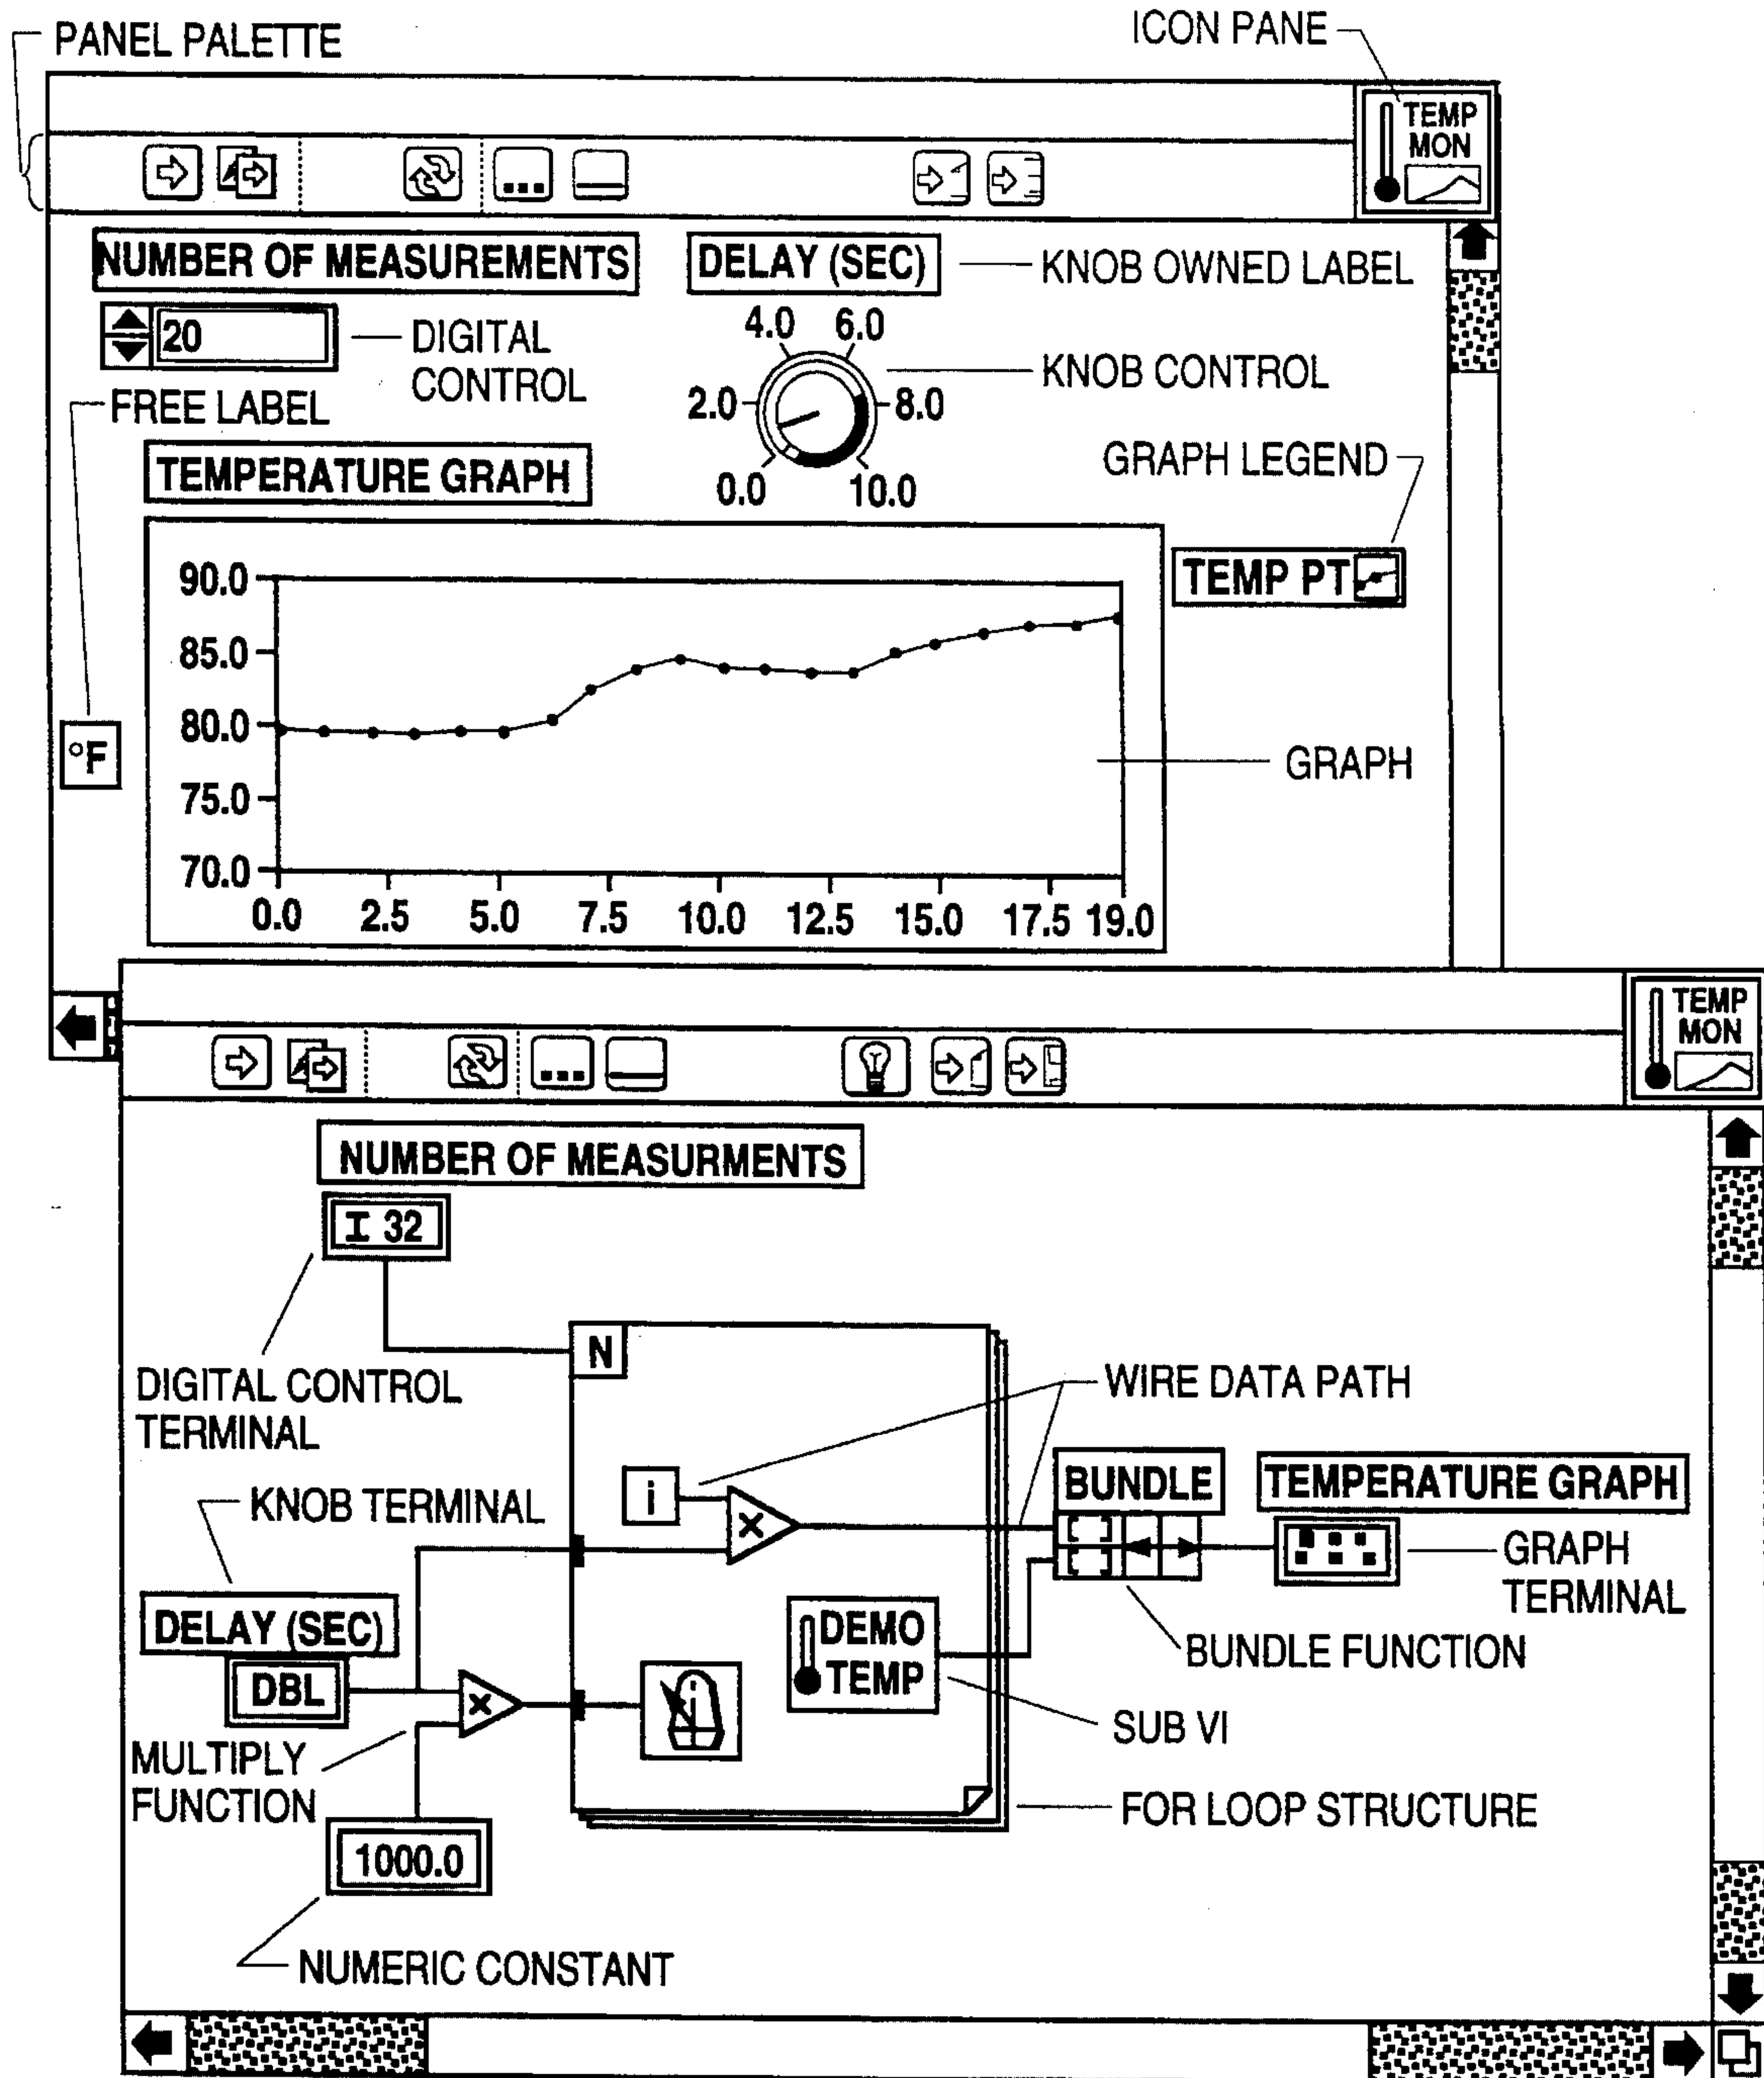 PANEL PALETTE
ICON PANE
TEMP
MON
NUMBER OF MEASUREMENTS
DELAY (SEC)
KNOB OWNED LABEL
20
DIGITAL
CONTROL
4.0 6.0
KNOB CONTROL
2.0 8.0
FREE LABEL
0.0 10.0
GRAPH LEGEND
TEMPERATURE GRAPH
TEMP PT
90.0
85.0
80.0
75.0
70.0
°F
GRAPH
0.0 2.5 5.0 7.5 10.0 12.5 15.0 17.5 19.0
TEMP
MON
NUMBER OF MEASURMENTS
I 32
DIGITAL CONTROL
TERMINAL
N
WIRE DATA PATH
i
X
KNOB TERMINAL
BUNDLE
TEMPERATURE GRAPH
GRAPH
TERMINAL
DELAY (SEC)
DBL
X
DEMO
TEMP
BUNDLE FUNCTION
SUB VI
MULTIPLY
FUNCTION
FOR LOOP STRUCTURE
1000.0
NUMERIC CONSTANT